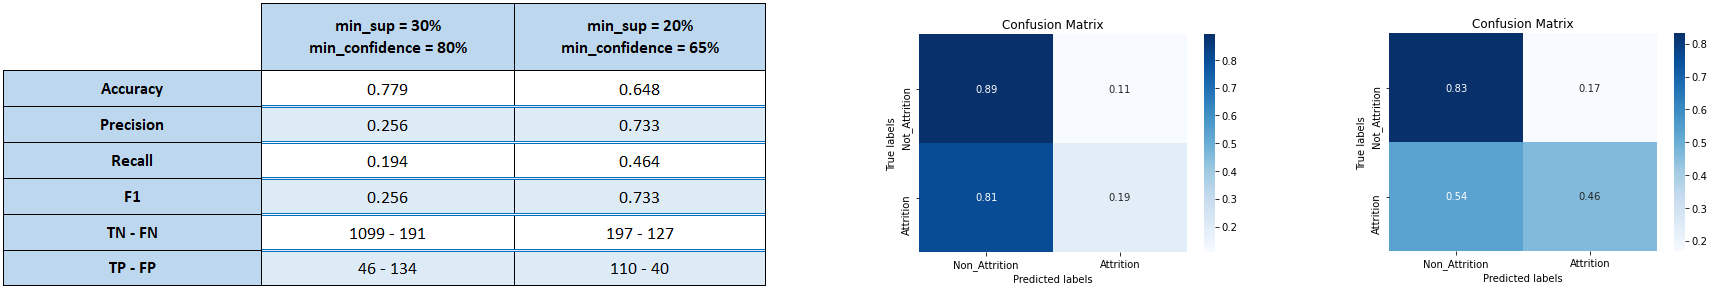 min_sup = 30% min_sup = 20%
min_confidence = 80% min_confidence = 65%
Accuracy 0.779 0.648
Precision 0.256 0.733
Recall 0.194 0.464
F1 0.256 0.733
TN - FN 1099 - 191 197 - 127
TP - FP 46 - 134 110 - 40
Confusion Matrix
True labels
Not_Attrition
Attrition
0.89 0.11
0.81 0.19
Non_Attrition Attrition
Predicted labels
0.8
0.7
0.6
0.5
0.4
0.3
0.2
Confusion Matrix
True labels
Not_Attrition
Attrition
0.83 0.17
0.54 0.46
Non_Attrition Attrition
Predicted labels
0.8
0.7
0.6
0.5
0.4
0.3
0.2